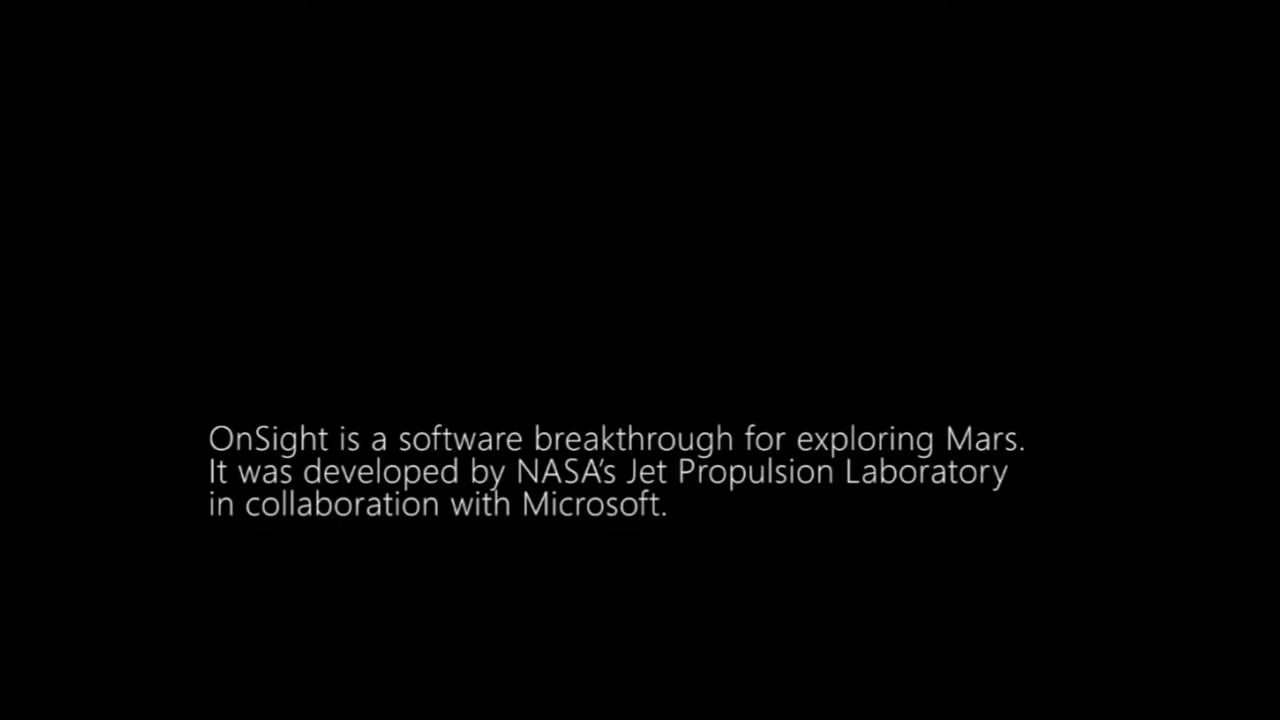 OnSight is a software breakthrough for exploring Mars.
It was developed by NASA's Jet Propulsion Laboratory
in collaboration with Microsoft.